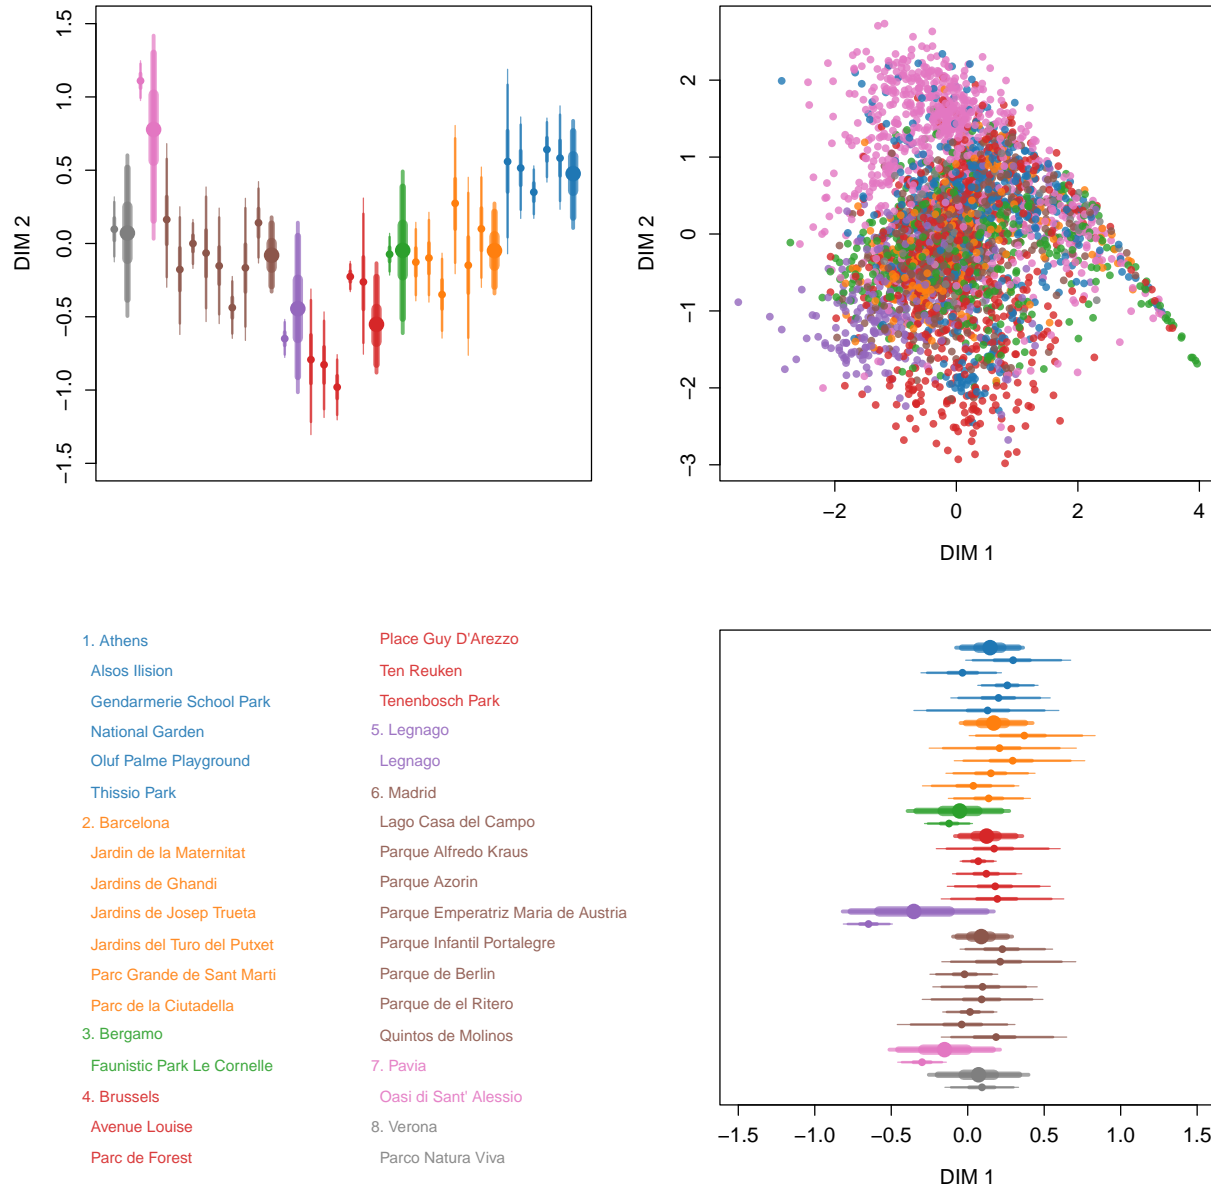 1.5
1.0
0.5
0.0
−0.5
−1.0
−1.5
DIM 2
2
1
0
−1
−2
−3
DIM 2
−2
0
2
4
DIM 1
1. Athens
Alsos Ilision
Gendarmerie School Park
National Garden
Oluf Palme Playground
Thissio Park
2. Barcelona
Jardin de la Maternitat
Jardins de Ghandi
Jardins de Josep Trueta
Jardins del Turo del Putxet
Parc Grande de Sant Marti
Parc de la Ciutadella
3. Bergamo
Faunistic Park Le Cornelle
4. Brussels
Avenue Louise
Parc de Forest
Place Guy D'Arezzo
Ten Reuken
Tenenbosch Park
5. Legnago
Legnago
6. Madrid
Lago Casa del Campo
Parque Alfredo Kraus
Parque Azorin
Parque Emperatriz Maria de Austria
Parque Infantil Portalegre
Parque de Berlin
Parque de el Ritero
Quintos de Molinos
7. Pavia
Oasi di Sant' Alessio
8. Verona
Parco Natura Viva
−1.5
−1.0
−0.5
0.0
0.5
1.0
1.5
DIM 1